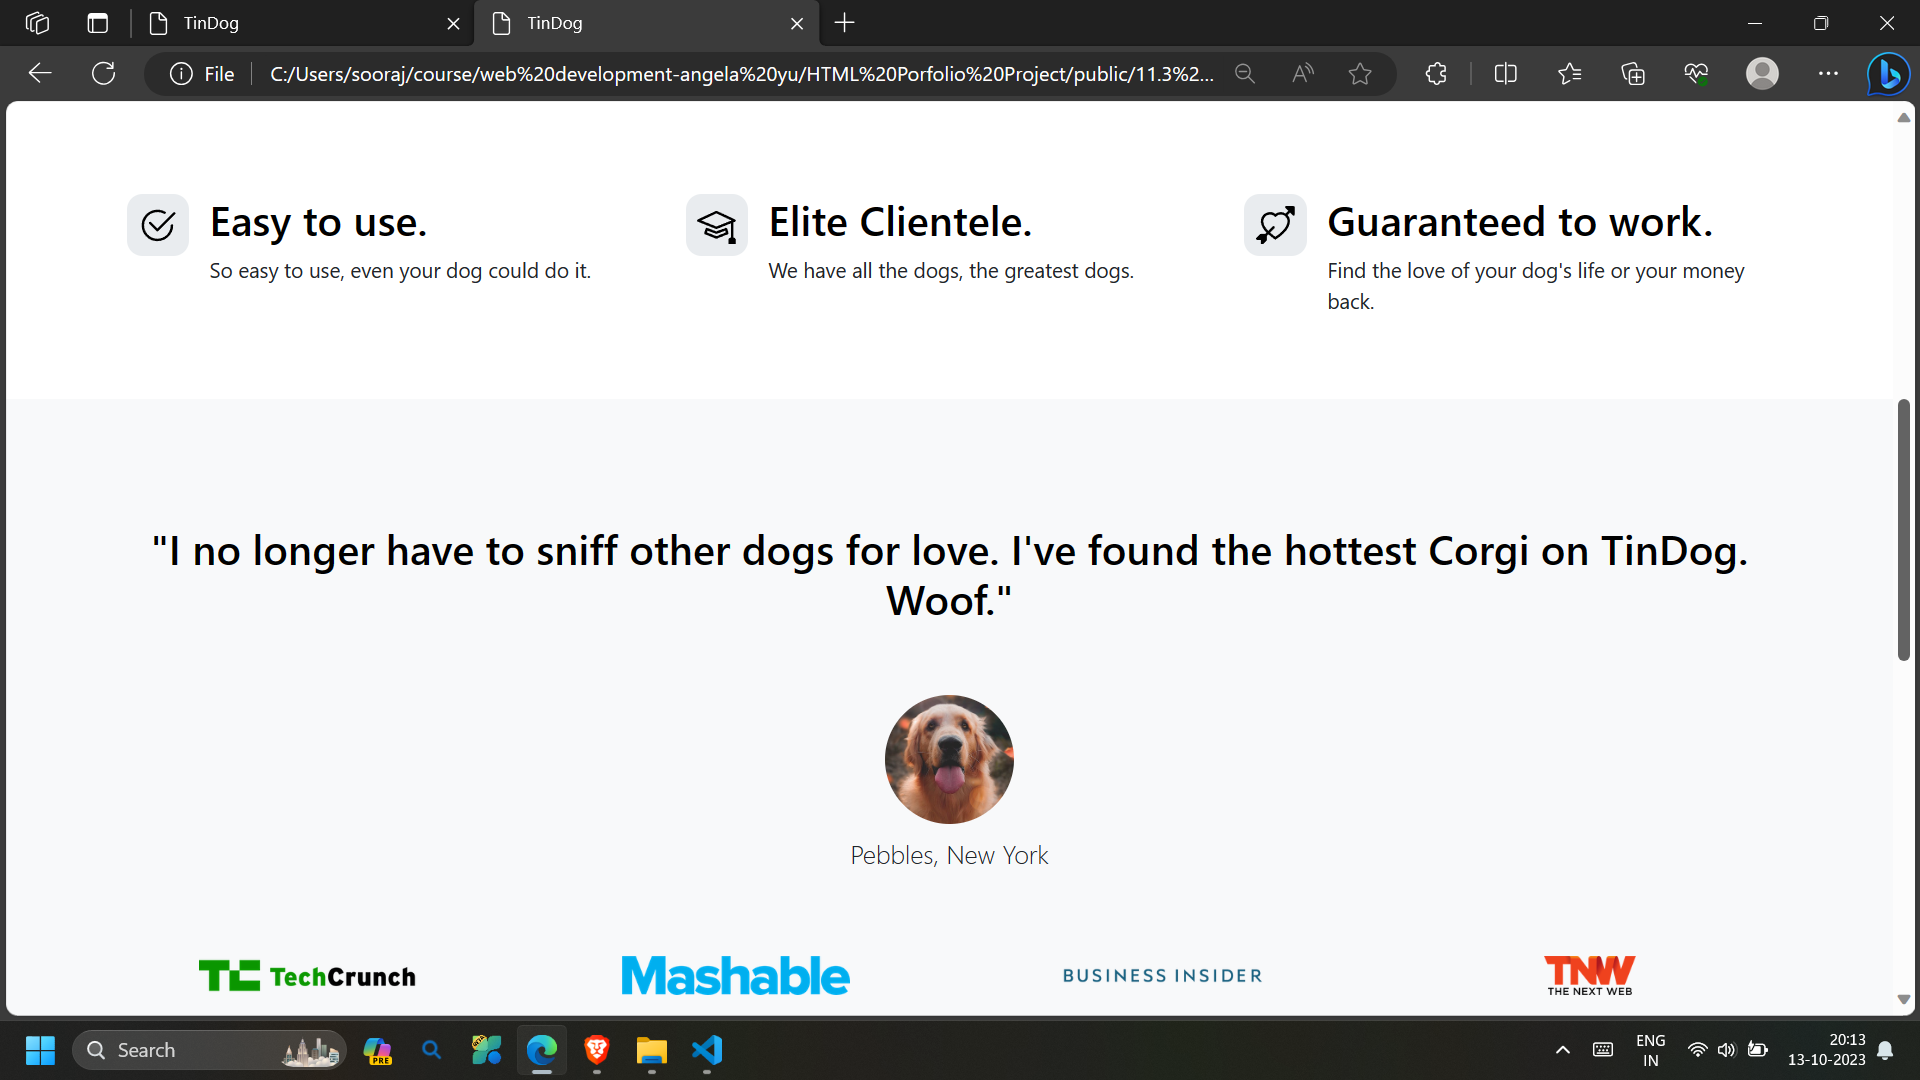 TinDog
TinDog
File
C:/Users/sooraj/course/web%20development-angela%20yu/HTML%20Porfolio%20Project/public/11.3%2...
Easy to use.
So easy to use, even your dog could do it.
Elite Clientele.
We have all the dogs, the greatest dogs.
Guaranteed to work.
Find the love of your dog's life or your money
back.
"I no longer have to sniff other dogs for love. I've found the hottest Corgi on TinDog.
Woof."
Pebbles, New York
TC TechCrunch
Mashable
BUSINESS INSIDER
TNW
THE NEXT WEB
Search
PRE
ENG
IN
20:13
13-10-2023